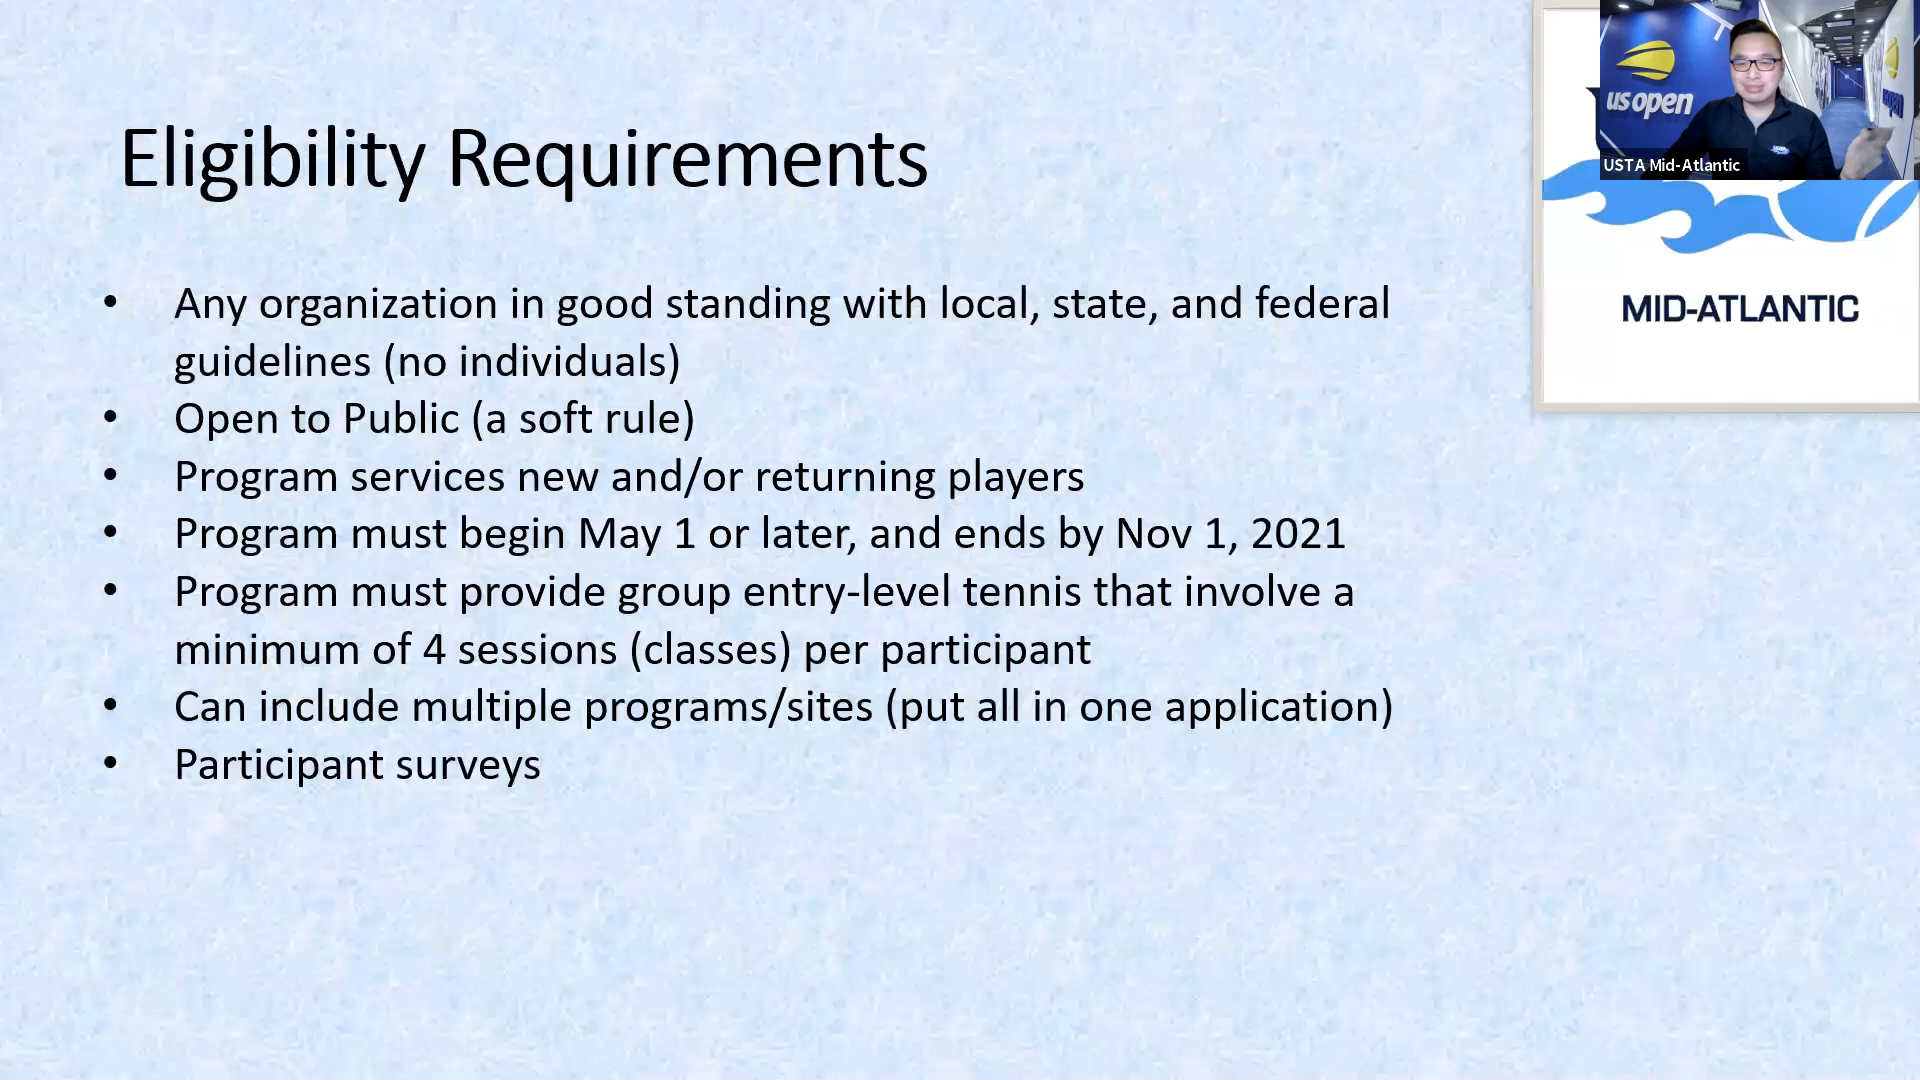 Eligibility Requirements
• Any organization in good standing with local, state, and federal
guidelines (no individuals)
• Open to Public (a soft rule)
• Program services new and/or returning players
• Program must begin May 1 or later, and ends by Nov 1, 2021
• Program must provide group entry-level tennis that involve a
minimum of 4 sessions (classes) per participant
• Can include multiple programs/sites (put all in one application)
• Participant surveys
us open
USTA Mid-Atlantic
MID-ATLANTIC